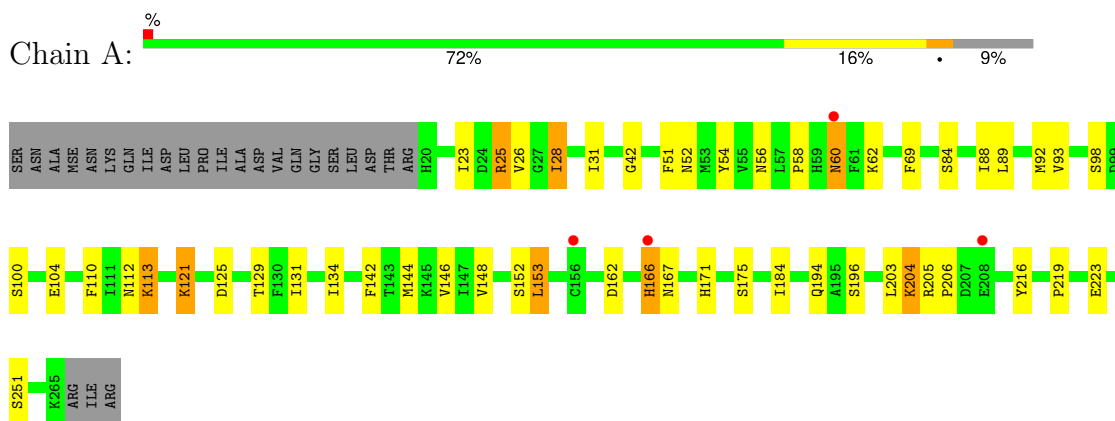 %
Chain A:
72% 16% • 9%
SER ASN ALA MSE ASN LYS GLN ILE ASP LEU PRO ILE ALA ASP VAL GLN GLY SER LEU ASP THR ARG H20 I23 D24 R25 V26 G27 I28 I31 G42 F51 N52 M53 Y54 V55 N56 L57 P58 H59 N60 F61 K62 F69 S84 I88 L89 M92 V93 S98 D99
S100 E104 F110 I111 N112 K113 K121 D125 T129 F130 I131 I134 F142 T143 M144 K145 V146 I147 V148 S152 L153 C156 D162 H166 N167 H171 S175 I184 Q194 A195 S196 L203 K204 R205 P206 D207 E208 Y216 P219 E223
S251 K265 ARG ILE ARG